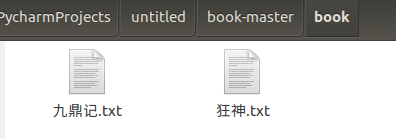 PycharmProjects untitled book-master book
九鼎记.txt 狂神.txt